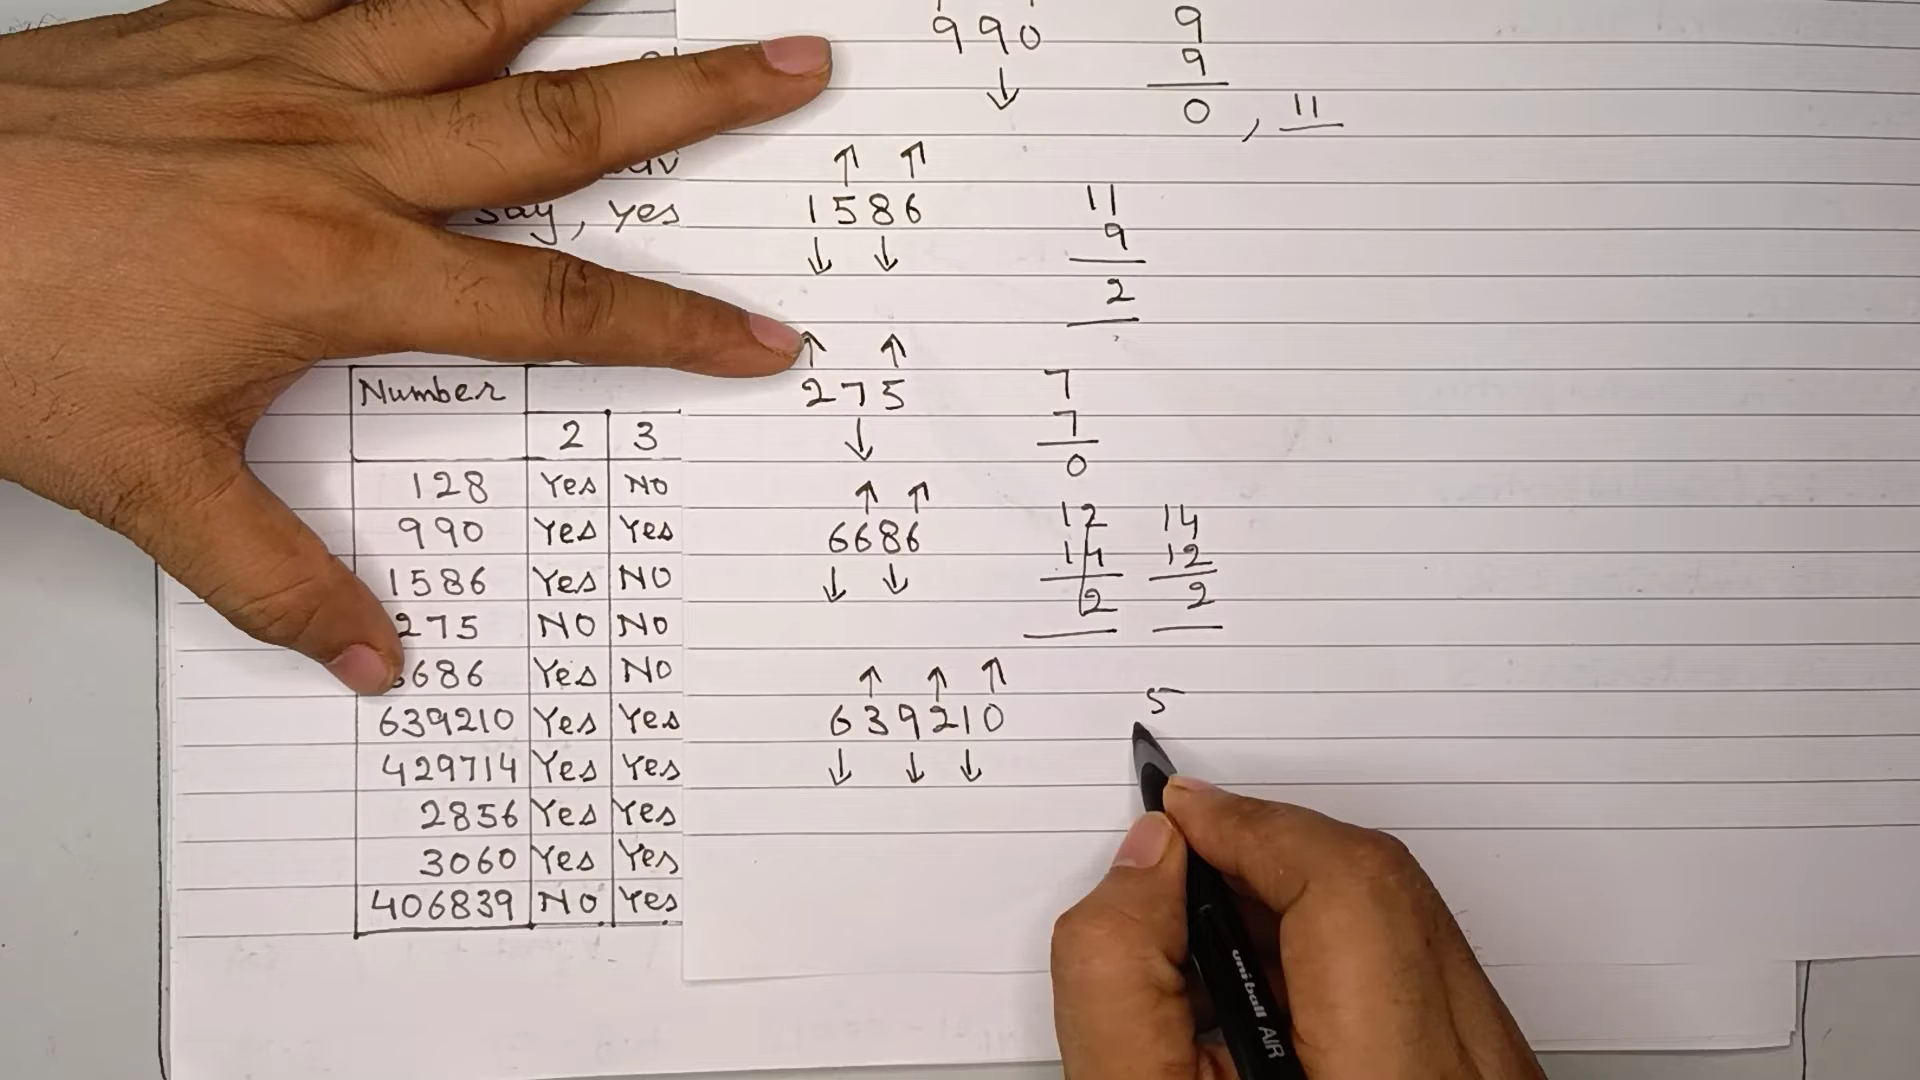 990
9
9
0, 11
say, yes
1586
11
9
2
275
7
7
0
6686
12 14
14 12
2 2
639210
5
Number
2 3
128 Yes NO
990 Yes Yes
1586 Yes NO
275 NO NO
686 Yes NO
639210 Yes Yes
429714 Yes Yes
2856 Yes Yes
3060 Yes Yes
406839 NO Yes
uniball AIR